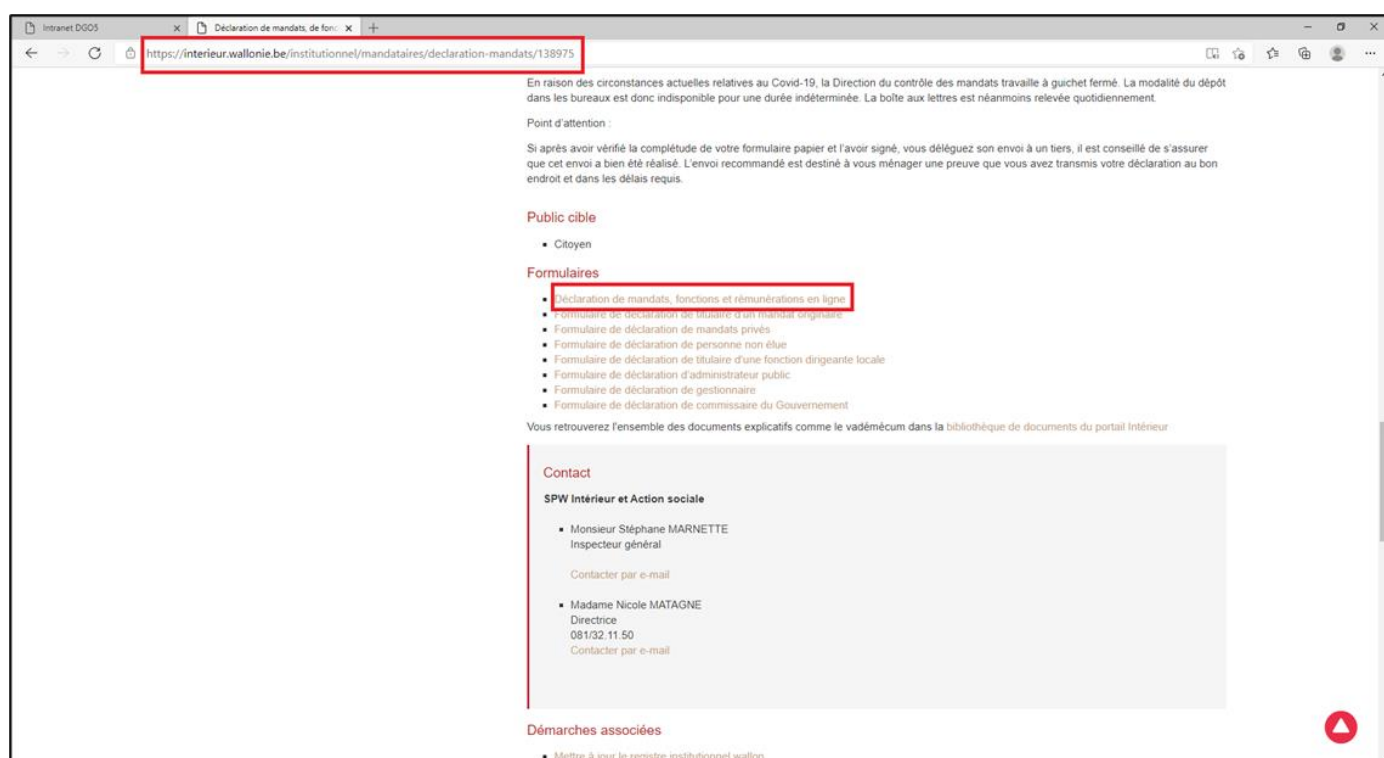 Intranet DGO5
Déclaration de mandats, de fonc
https://interieur.wallonie.be/institutionnel/mandataires/declaration-mandats/138975
En raison des circonstances actuelles relatives au Covid-19, la Direction du contrôle des mandats travaille à guichet fermé. La modalité du dépôt
dans les bureaux est donc indisponible pour une durée indéterminée. La boîte aux lettres est néanmoins relevée quotidiennement.
Point d'attention :
Si après avoir vérifié la complétude de votre formulaire papier et l'avoir signé, vous déléguez son envoi à un tiers, il est conseillé de s'assurer
que cet envoi a bien été réalisé. L'envoi recommandé est destiné à vous ménager une preuve que vous avez transmis votre déclaration au bon
endroit et dans les délais requis.
Public cible
Citoyen
Formulaires
Déclaration de mandats, fonctions et rémunérations en ligne
Formulaire de déclaration de titulaire d'un mandat originaire
Formulaire de déclaration de mandats privés
Formulaire de déclaration de personne non élue
Formulaire de déclaration de titulaire d'une fonction dirigeante locale
Formulaire de déclaration d'administrateur public
Formulaire de déclaration de gestionnaire
Formulaire de déclaration de commissaire du Gouvernement
Vous retrouverez l'ensemble des documents explicatifs comme le vadémécum dans la bibliothèque de documents du portail Intérieur
Contact
SPW Intérieur et Action sociale
Monsieur Stéphane MARNETTE
Inspecteur général
Contacter par e-mail
Madame Nicole MATAGNE
Directrice
081/32.11.50
Contacter par e-mail
Démarches associées
Mettre à jour le registre institutionnel wallon